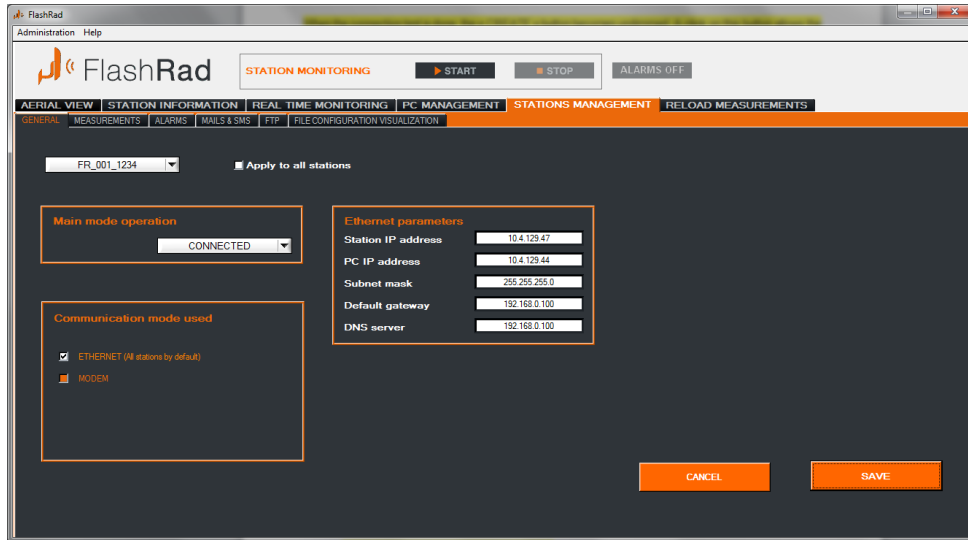 FlashRad
Administration Help
FlashRad STATION MONITORING START STOP ALARMS OFF
AERIAL VIEW STATION INFORMATION REAL TIME MONITORING PC MANAGEMENT STATIONS MANAGEMENT RELOAD MEASUREMENTS
GENERAL MEASUREMENTS ALARMS MAILS & SMS FTP FILE CONFIGURATION VISUALIZATION
FR_001_1234 Apply to all stations
Main mode operation
CONNECTED
Ethernet parameters
Station IP address 10.4.129.47
PC IP address 10.4.129.44
Subnet mask 255.255.255.0
Default gateway 192.168.0.100
DNS server 192.168.0.100
Communication mode used
ETHERNET (All stations by default)
MODEM
CANCEL SAVE